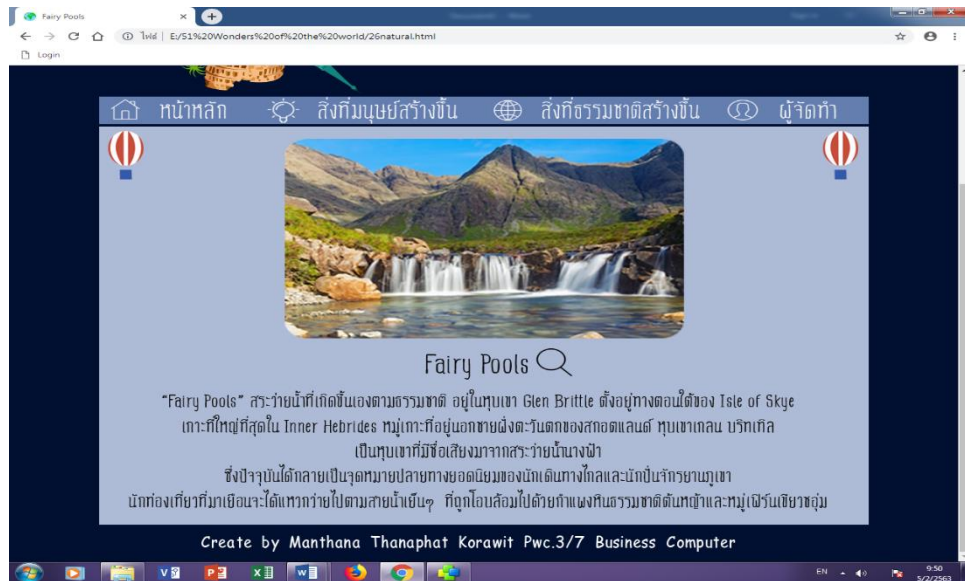 Fairy Pools
ไฟล์ | E:/51%20Wonders%20of%20the%20world/26natural.html
Login
หน้าหลัก สิ่งที่มนุษย์สร้างขึ้น สิ่งที่ธรรมชาติสร้างขึ้น ผู้จัดทำ
Fairy Pools
"Fairy Pools" สระว่ายน้ำที่เกิดขึ้นเองตามธรรมชาติ อยู่ในหุบเขา Glen Brittle ตั้งอยู่ทางตอนใต้ของ Isle of Skye
เกาะที่ใหญ่ที่สุดใน Inner Hebrides หมู่เกาะที่อยู่นอกชายฝั่งตะวันตกของสกอตแลนด์ หุบเขาเกลน บริทเทิล
เป็นหุบเขาที่มีชื่อเสียงมาจากสระว่ายน้ำนางฟ้า
ซึ่งปัจจุบันได้กลายเป็นจุดหมายปลายทางยอดนิยมของนักเดินทางไกลและนักปั่นจักรยานภูเขา
นักท่องเที่ยวที่มาเยือนจะได้แหวกว่ายไปตามสายน้ำเย็นๆ ที่ถูกโอบล้อมไปด้วยกำแพงหินธรรมชาติต้นหญ้าและหมู่เฟิร์นเขียวชอุ่ม
Create by Manthana Thanaphat Korawit Pwc.3/7 Business Computer
EN 9:50
5/2/2563